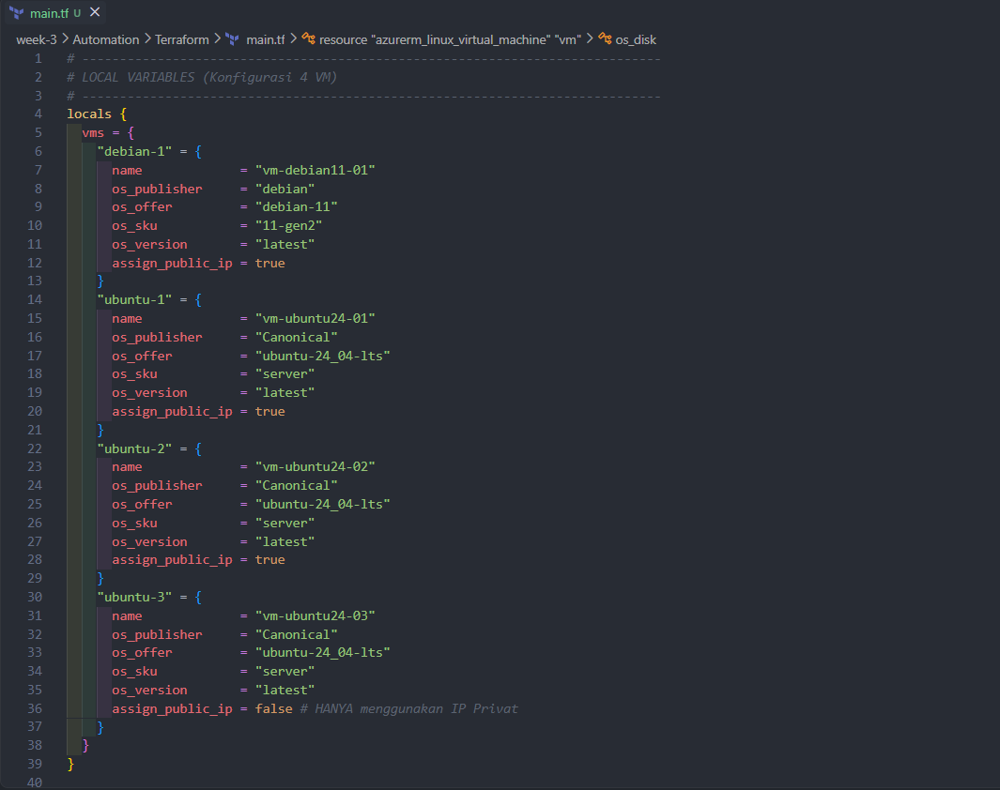 main.tf U ×
week-3 > Automation > Terraform > main.tf > resource "azurerm_linux_virtual_machine" "vm" > os_disk
1 # -----------------------------------------------------------------------------
2 # LOCAL VARIABLES (Konfigurasi 4 VM)
3 # -----------------------------------------------------------------------------
4 locals {
5   vms = {
6     "debian-1" = {
7       name             = "vm-debian11-01"
8       os_publisher     = "debian"
9       os_offer         = "debian-11"
10       os_sku           = "11-gen2"
11       os_version       = "latest"
12       assign_public_ip = true
13     }
14     "ubuntu-1" = {
15       name             = "vm-ubuntu24-01"
16       os_publisher     = "Canonical"
17       os_offer         = "ubuntu-24_04-lts"
18       os_sku           = "server"
19       os_version       = "latest"
20       assign_public_ip = true
21     }
22     "ubuntu-2" = {
23       name             = "vm-ubuntu24-02"
24       os_publisher     = "Canonical"
25       os_offer         = "ubuntu-24_04-lts"
26       os_sku           = "server"
27       os_version       = "latest"
28       assign_public_ip = true
29     }
30     "ubuntu-3" = {
31       name             = "vm-ubuntu24-03"
32       os_publisher     = "Canonical"
33       os_offer         = "ubuntu-24_04-lts"
34       os_sku           = "server"
35       os_version       = "latest"
36       assign_public_ip = false # HANYA menggunakan IP Privat
37     }
38   }
39 }
40